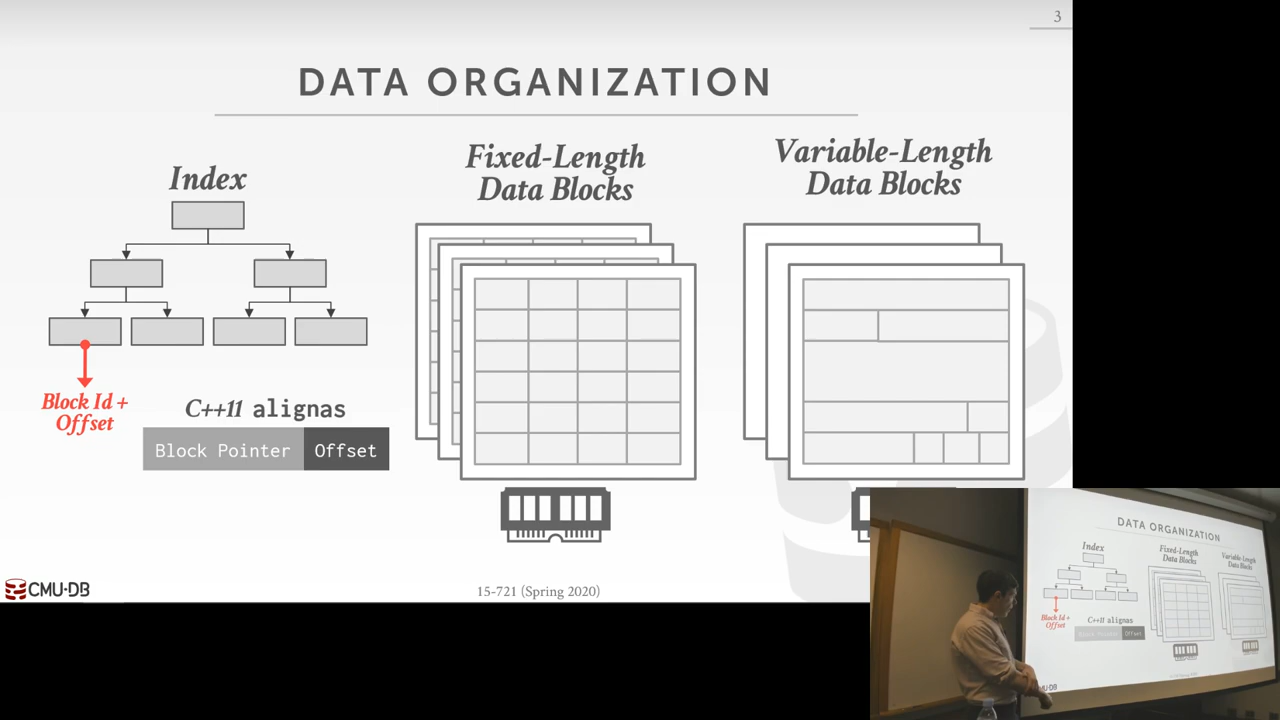 3
DATA ORGANIZATION
Index
Fixed-Length
Data Blocks
Variable-Length
Data Blocks
Block Id +
Offset
C++11 alignas
Block Pointer Offset
CMU·DB
15-721 (Spring 2020)
DATA ORGANIZATION
Index
Fixed-Length
Data Blocks
Variable-Length
Data Blocks
Block Id +
Offset
C++11 alignas
Block Pointer Offset